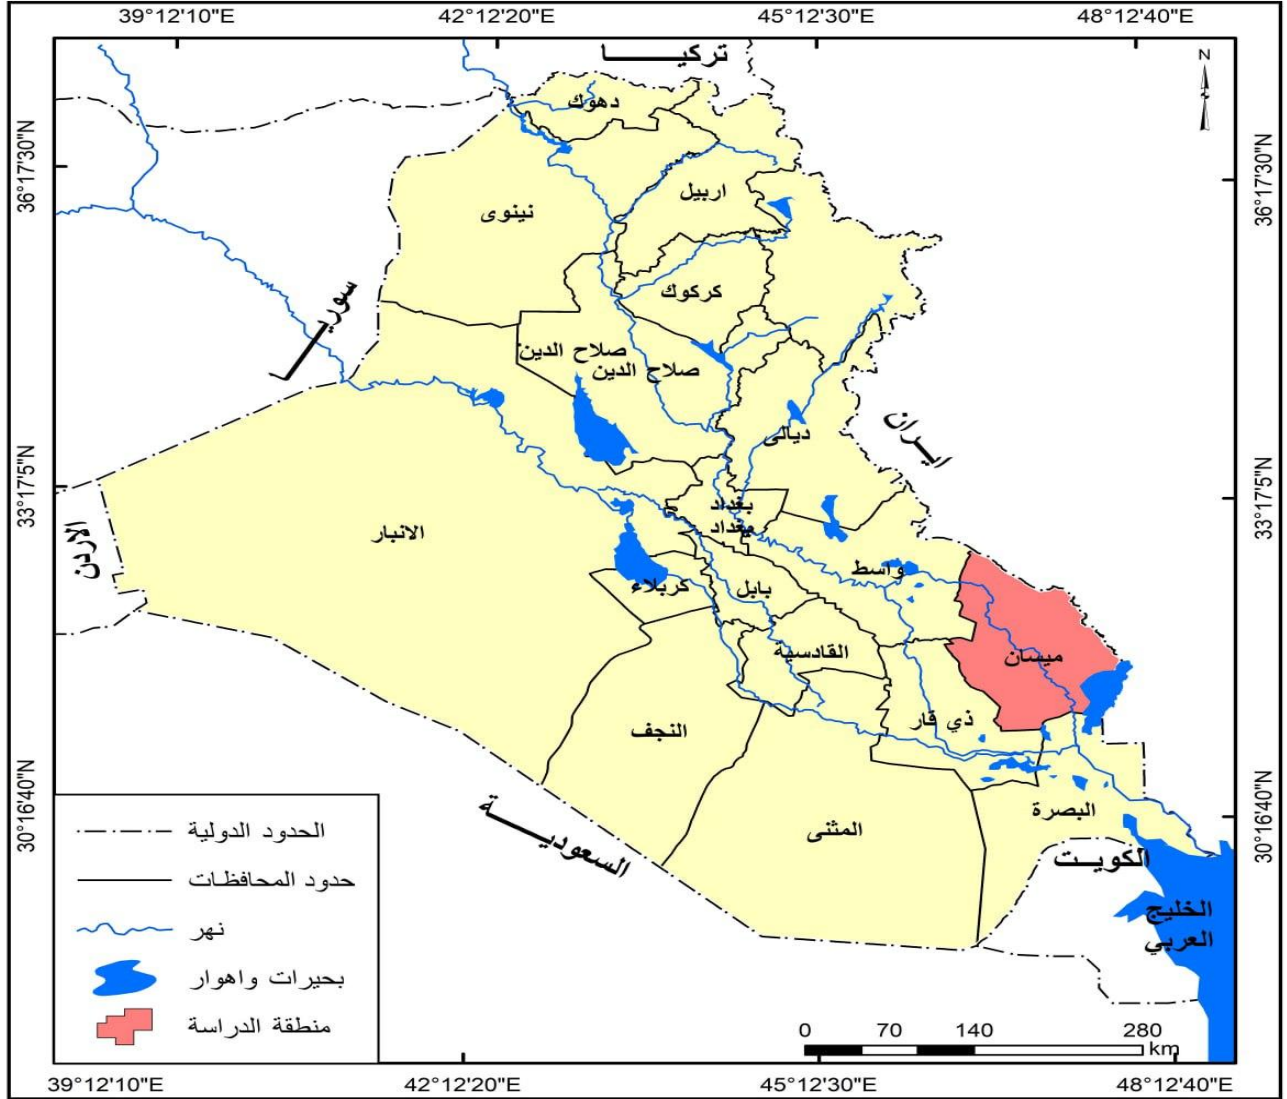 39°12'10"E
42°12'20"E
45°12'30"E
48°12'40"E
تركيـــــا
N
دهوك
36°17'30"N
36°17'30"N
اربيل
نينوى
كركوك
سوريـــا
صلاح الدين
صلاح الدين
ديالى
ايـــران
33°17'5"N
33°17'5"N
بغداد
بغداد
الانبار
الاردن
واسط
كربلاء
بابل
القادسية
ميسان
ذي قار
النجف
البصرة
المثنى
30°16'40"N
30°16'40"N
السعوديـــــة
الكويــت
الخليج
العربي
الحدود الدولية
حدود المحافظات
نهر
بحيرات واهوار
منطقة الدراسة
0 70 140 280
km
39°12'10"E
42°12'20"E
45°12'30"E
48°12'40"E